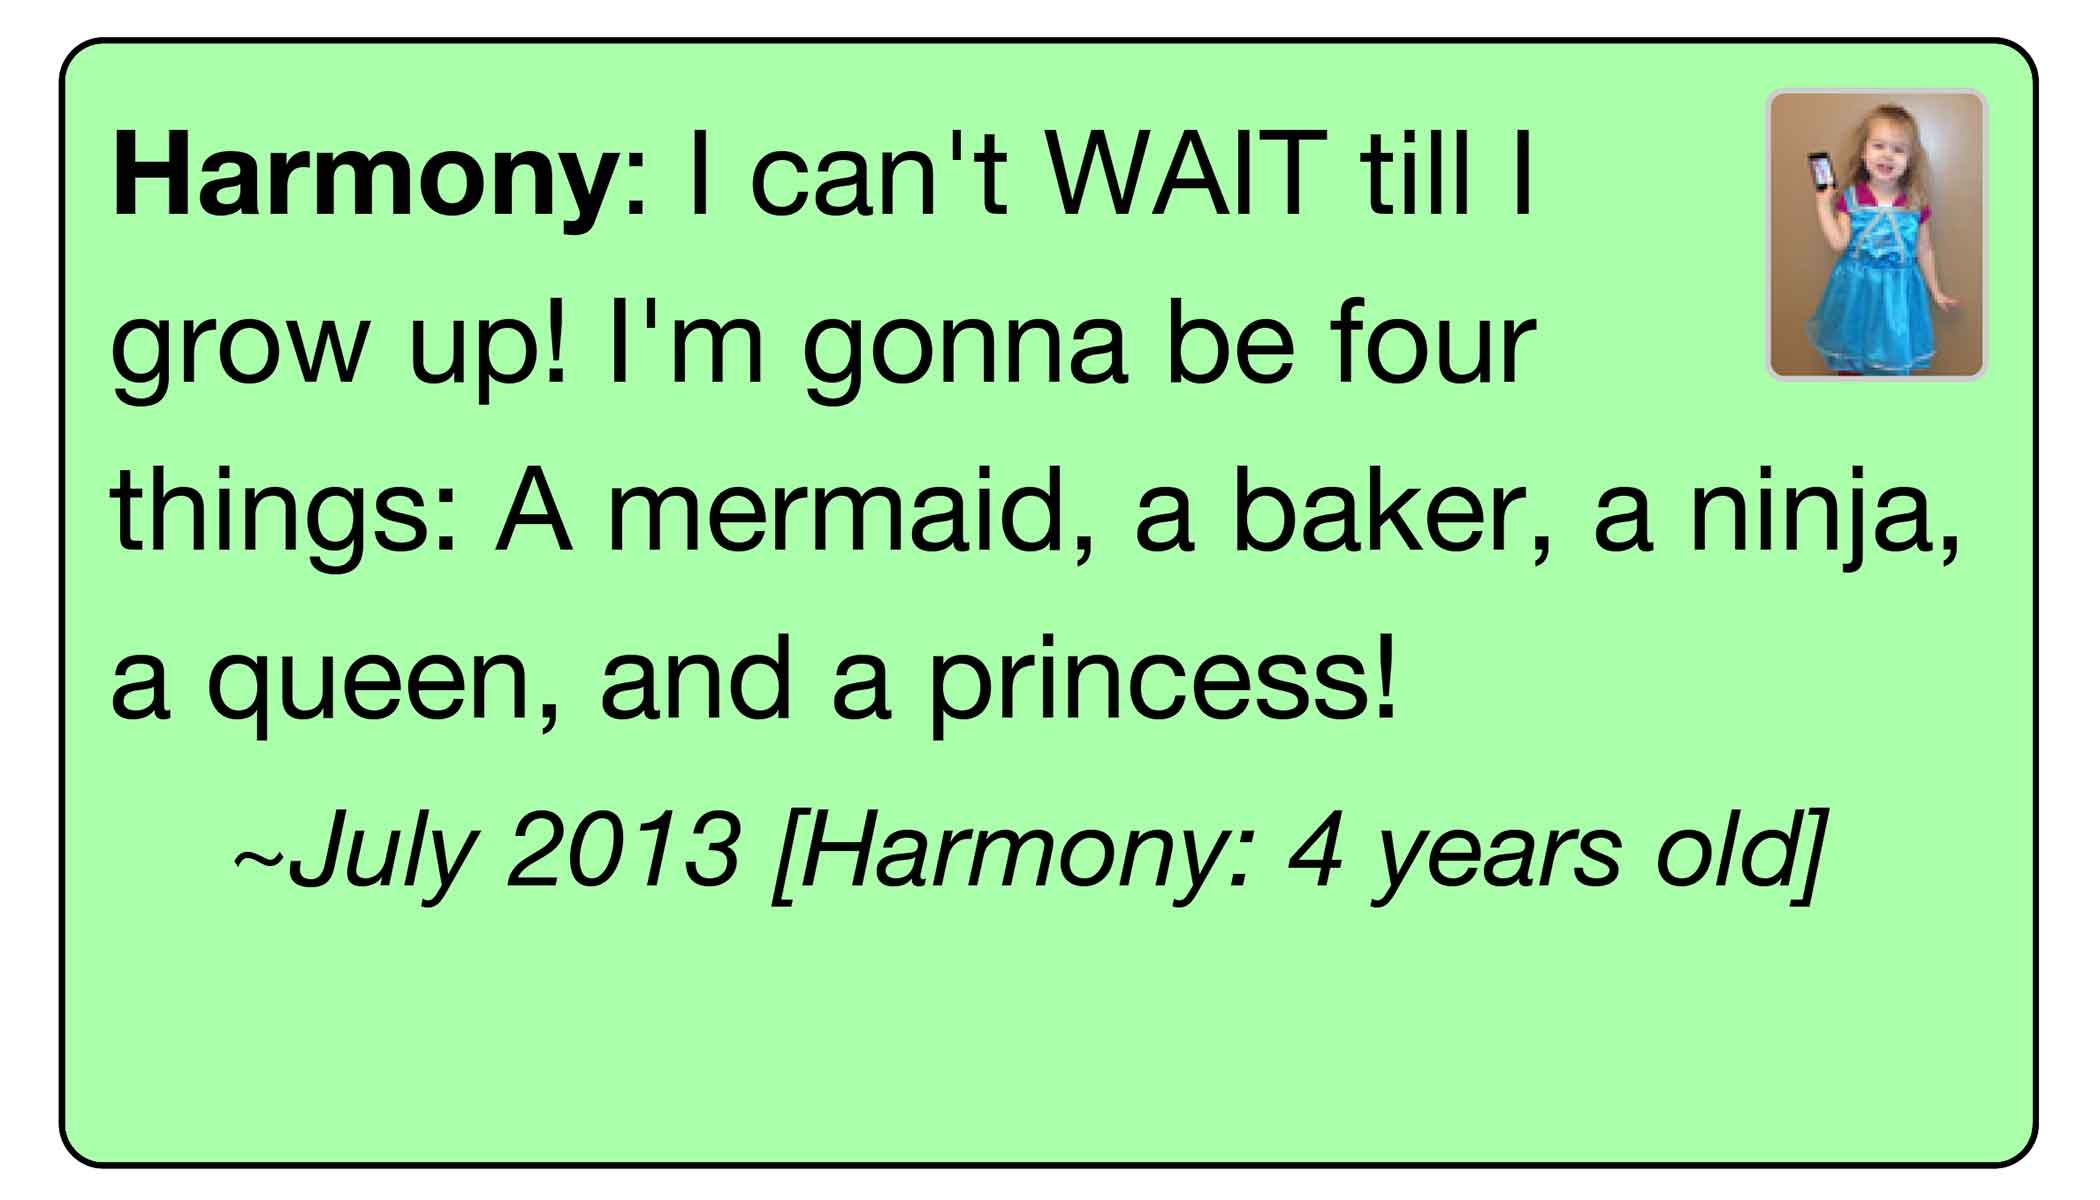 Harmony: I can't WAIT till I
grow up! I'm gonna be four
things: A mermaid, a baker, a ninja,
a queen, and a princess!
~July 2013 [Harmony: 4 years old]